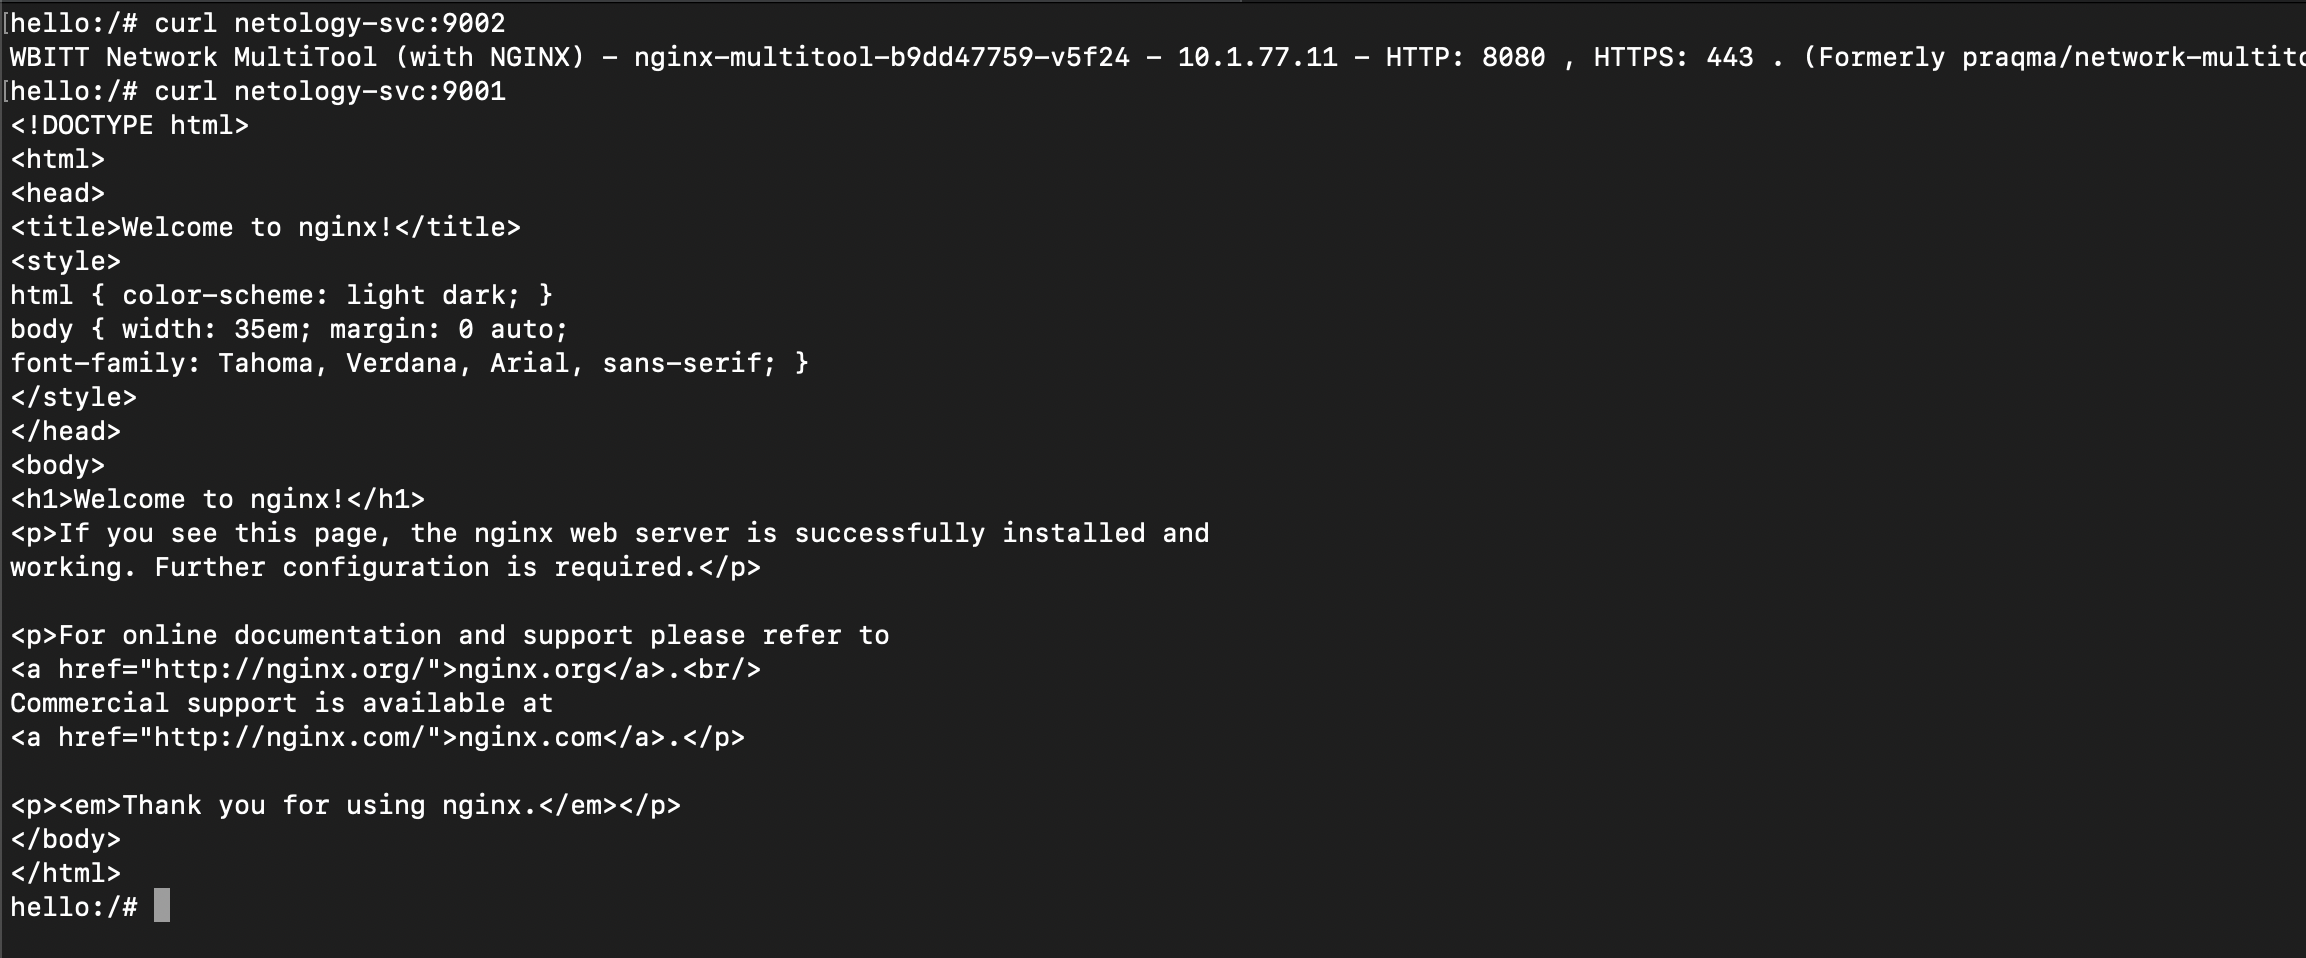 [hello:/# curl netology-svc:9002
WBITT Network MultiTool (with NGINX) - nginx-multitool-b9dd47759-v5f24 - 10.1.77.11 - HTTP: 8080 , HTTPS: 443 . (Formerly praqma/network-multito
[hello:/# curl netology-svc:9001
<!DOCTYPE html>
<html>
<head>
<title>Welcome to nginx!</title>
<style>
html { color-scheme: light dark; }
body { width: 35em; margin: 0 auto;
font-family: Tahoma, Verdana, Arial, sans-serif; }
</style>
</head>
<body>
<h1>Welcome to nginx!</h1>
<p>If you see this page, the nginx web server is successfully installed and
working. Further configuration is required.</p>

<p>For online documentation and support please refer to
<a href="http://nginx.org/">nginx.org</a>.<br/>
Commercial support is available at
<a href="http://nginx.com/">nginx.com</a>.</p>

<p><em>Thank you for using nginx.</em></p>
</body>
</html>
hello:/#